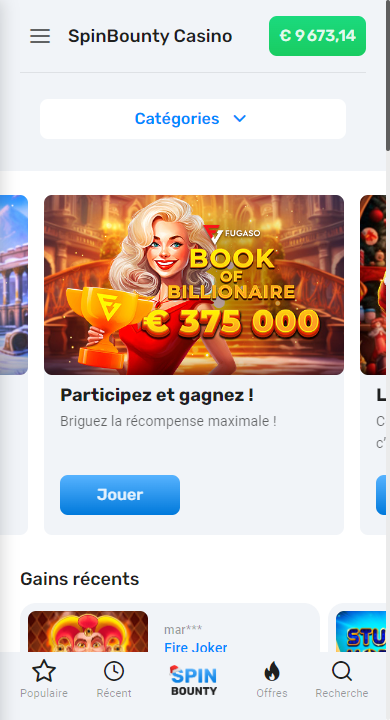 SpinBounty Casino
€ 9 673,14
Catégories
FUGASO
BOOK
OF
BILLIONAIRE
€ 375 000
Participez et gagnez !
Briguez la récompense maximale !
Jouer
Gains récents
mar***
Fire Joker
SPIN
BOUNTY
Populaire
Récent
Offres
Recherche